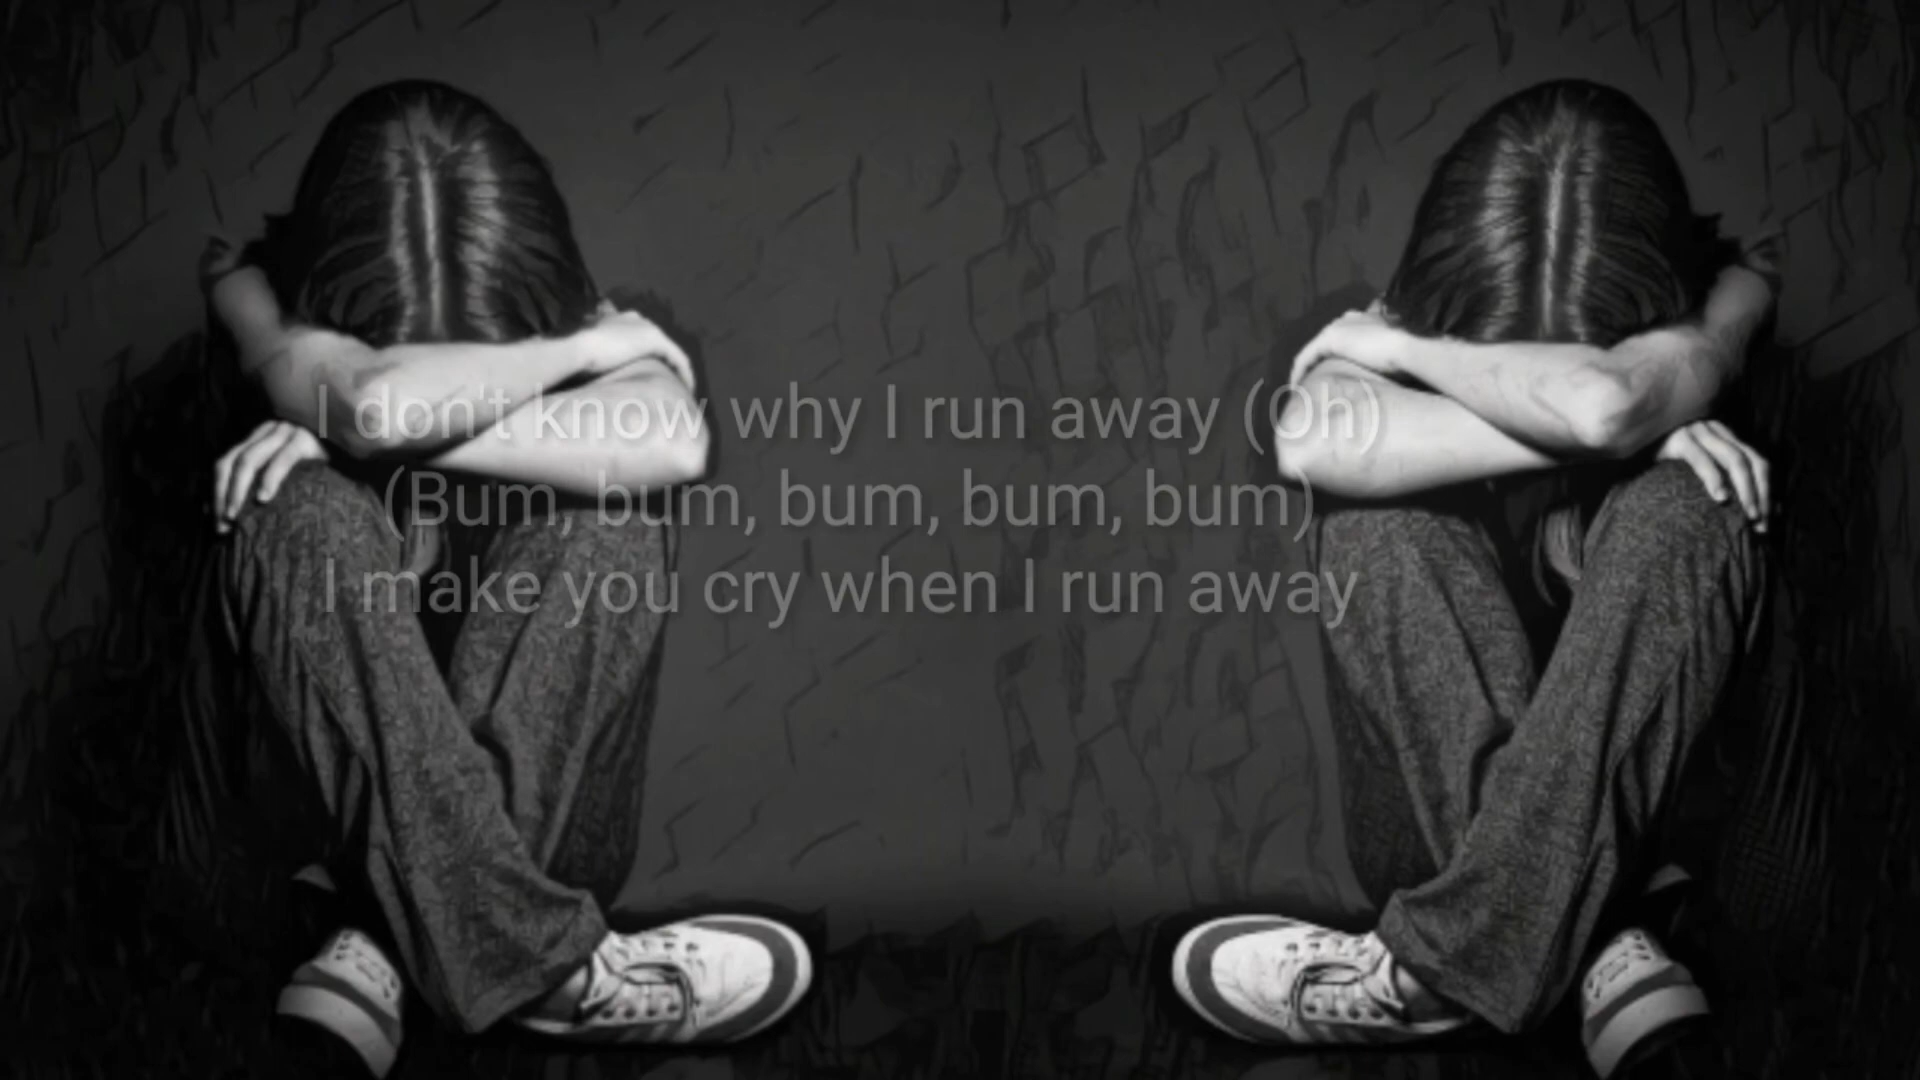 I don't know why I run away (Oh)
(Bum, bum, bum, bum, bum)
I make you cry when I run away